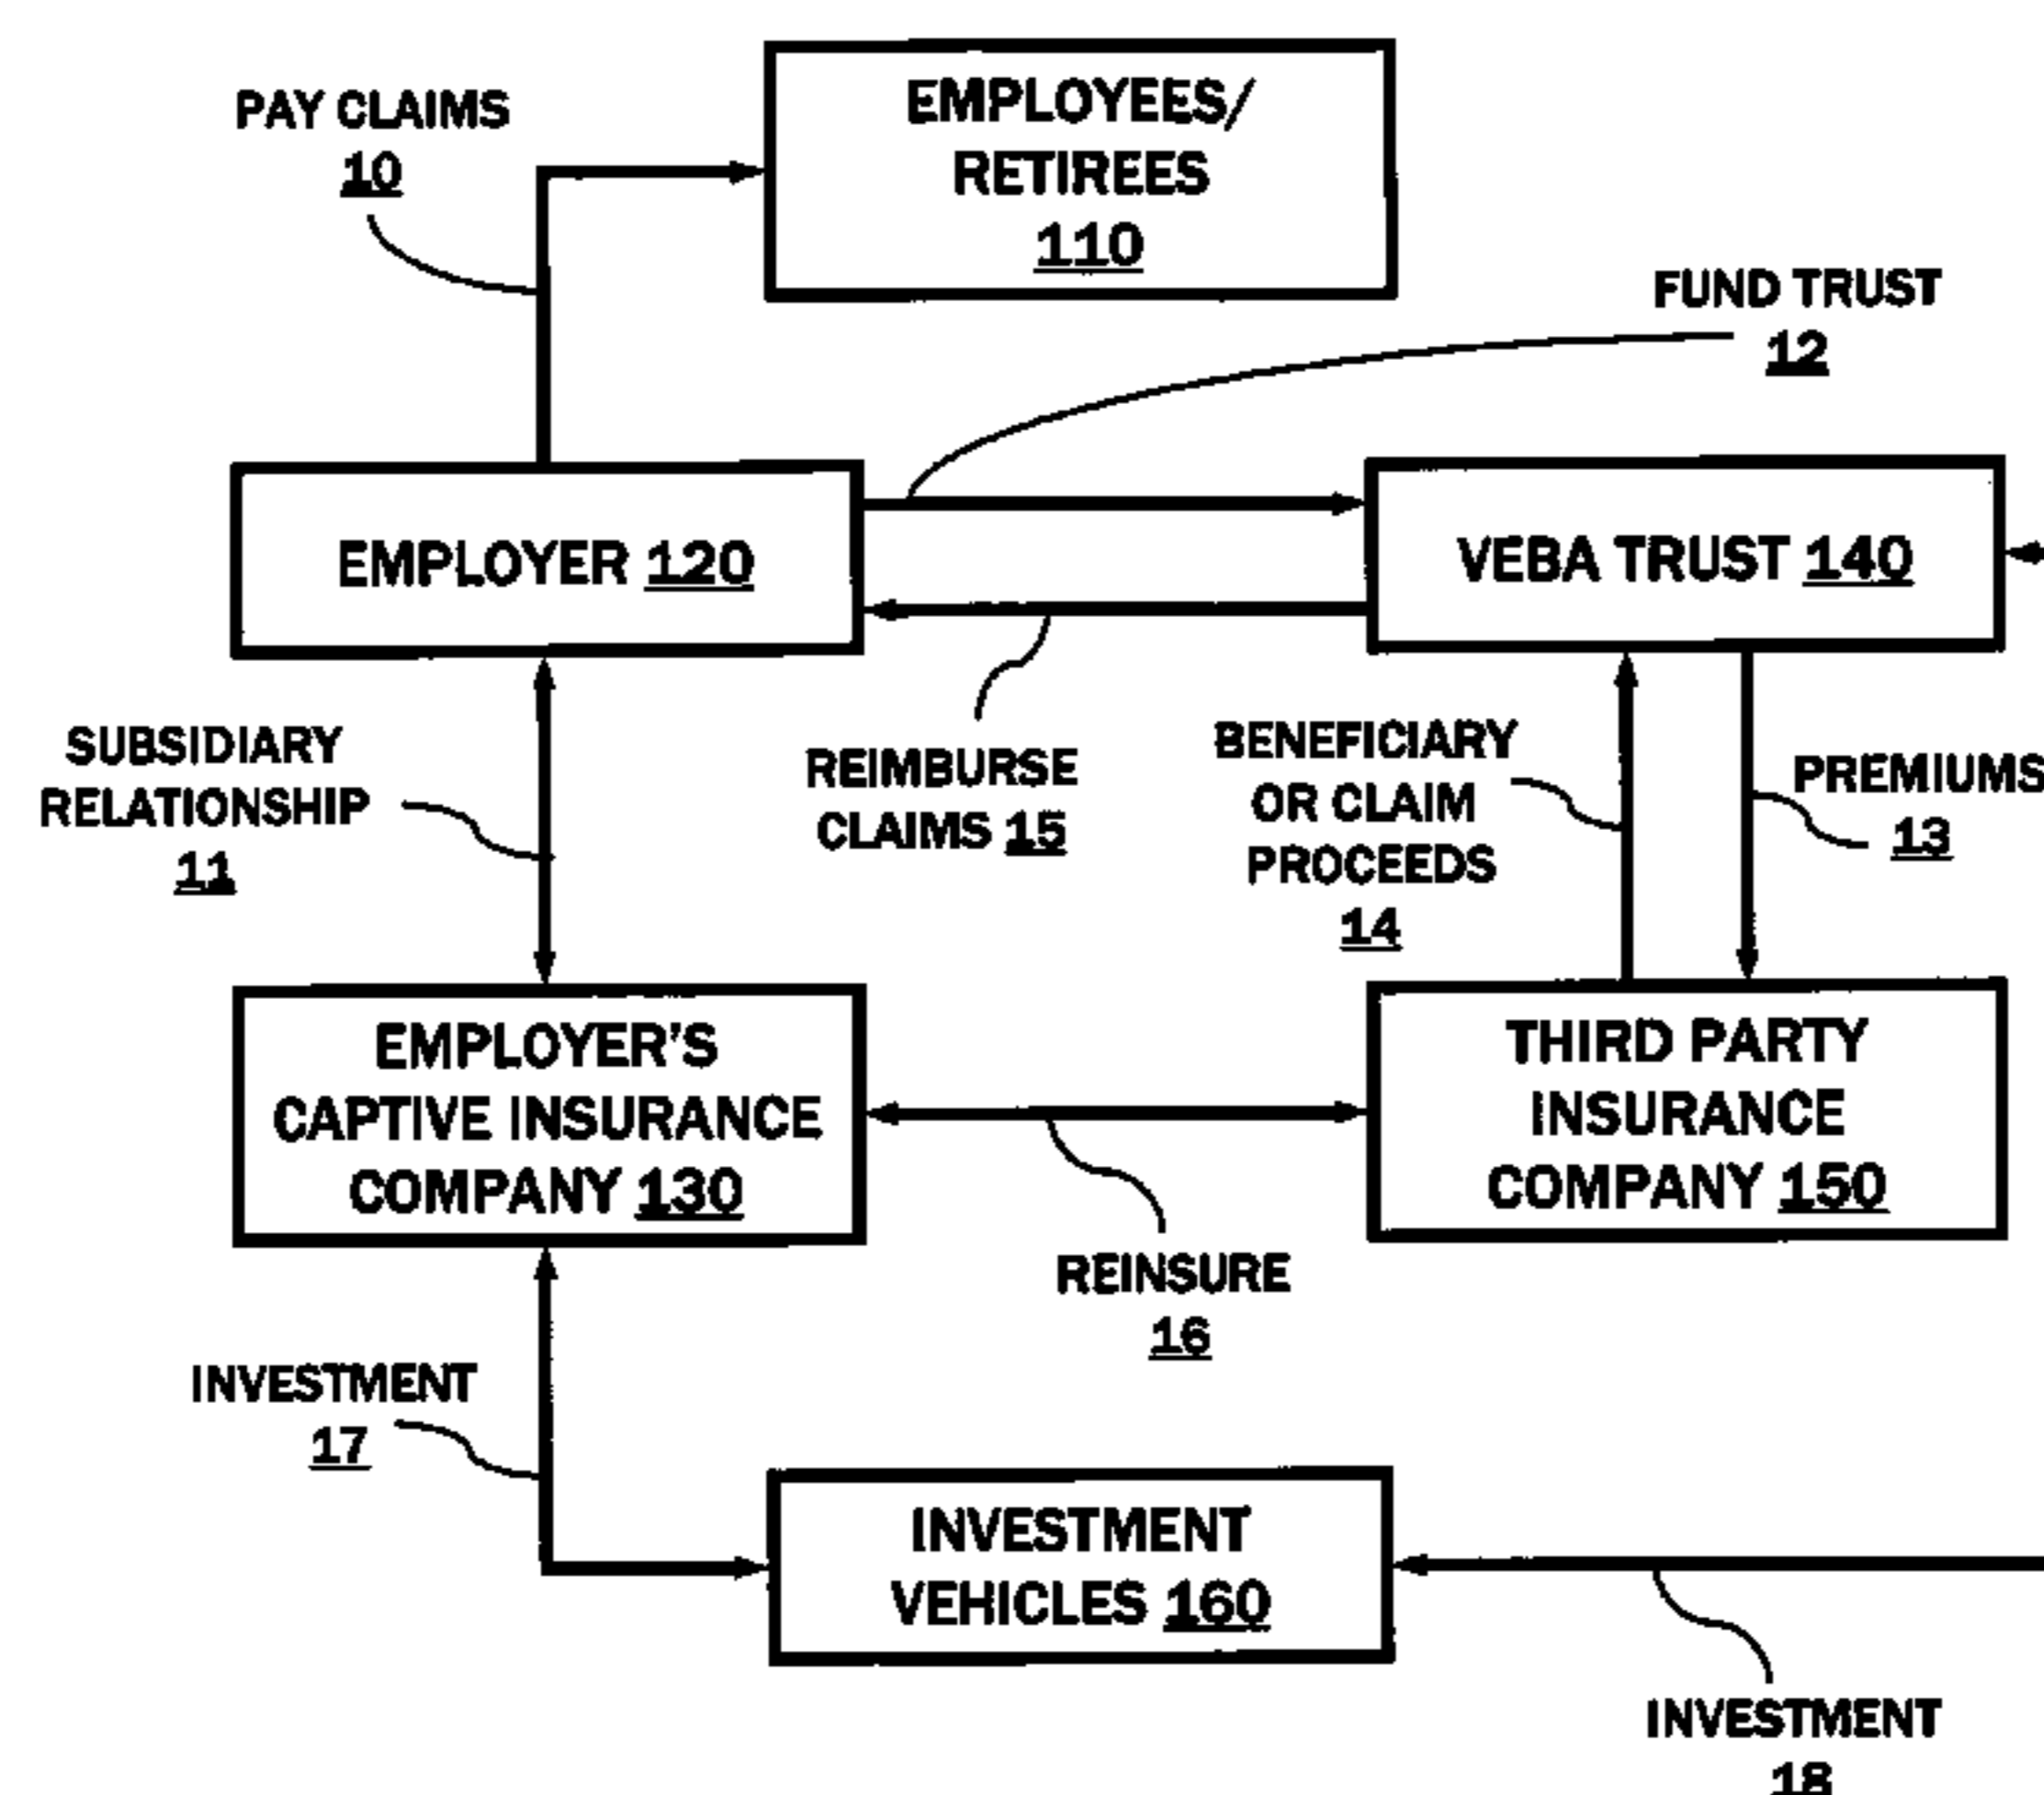 PAY CLAIMS
10
EMPLOYEES/
RETIREES
110
FUND TRUST
12
EMPLOYER 120
VEBA TRUST 140
SUBSIDIARY
RELATIONSHIP
11
REIMBURSE
CLAIMS 15
BENEFICIARY
OR CLAIM
PROCEEDS
14
PREMIUMS
13
EMPLOYER'S
CAPTIVE INSURANCE
COMPANY 130
THIRD PARTY
INSURANCE
COMPANY 150
REINSURE
16
INVESTMENT
17
INVESTMENT
VEHICLES 160
INVESTMENT
18